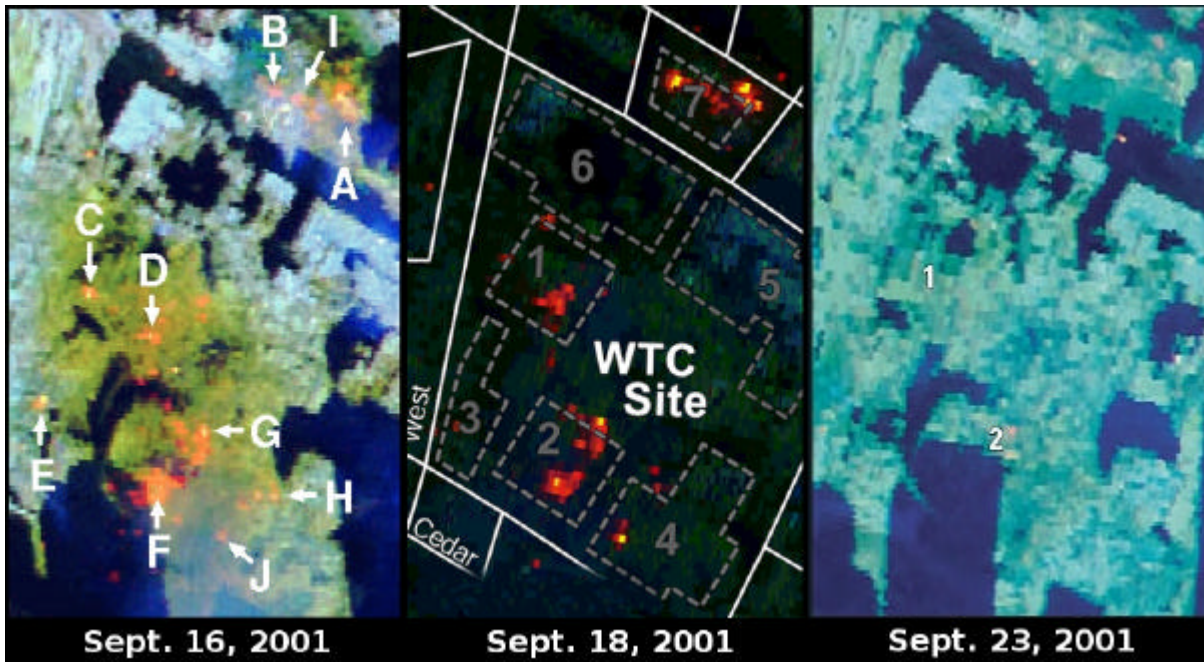 B
I
A
C
D
E
G
F
H
J
7
6
1
5
WTC
Site
3
2
4
West
Cedar
1
2
Sept. 16, 2001
Sept. 18, 2001
Sept. 23, 2001